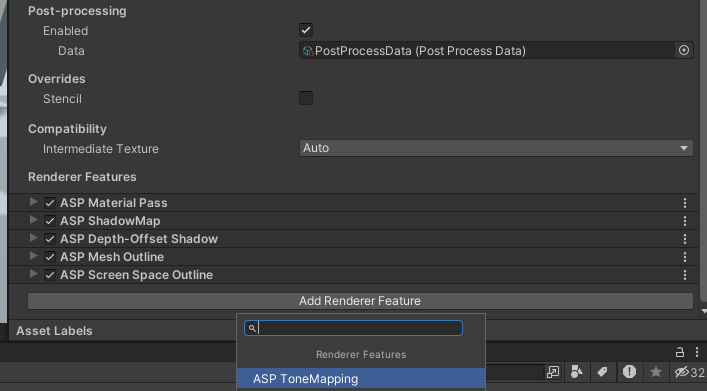 Post-processing
Enabled
Data PostProcessData (Post Process Data)
Overrides
Stencil
Compatibility
Intermediate Texture Auto
Renderer Features
ASP Material Pass
ASP ShadowMap
ASP Depth-Offset Shadow
ASP Mesh Outline
ASP Screen Space Outline
Add Renderer Feature
Asset Labels
Renderer Features
ASP ToneMapping
32